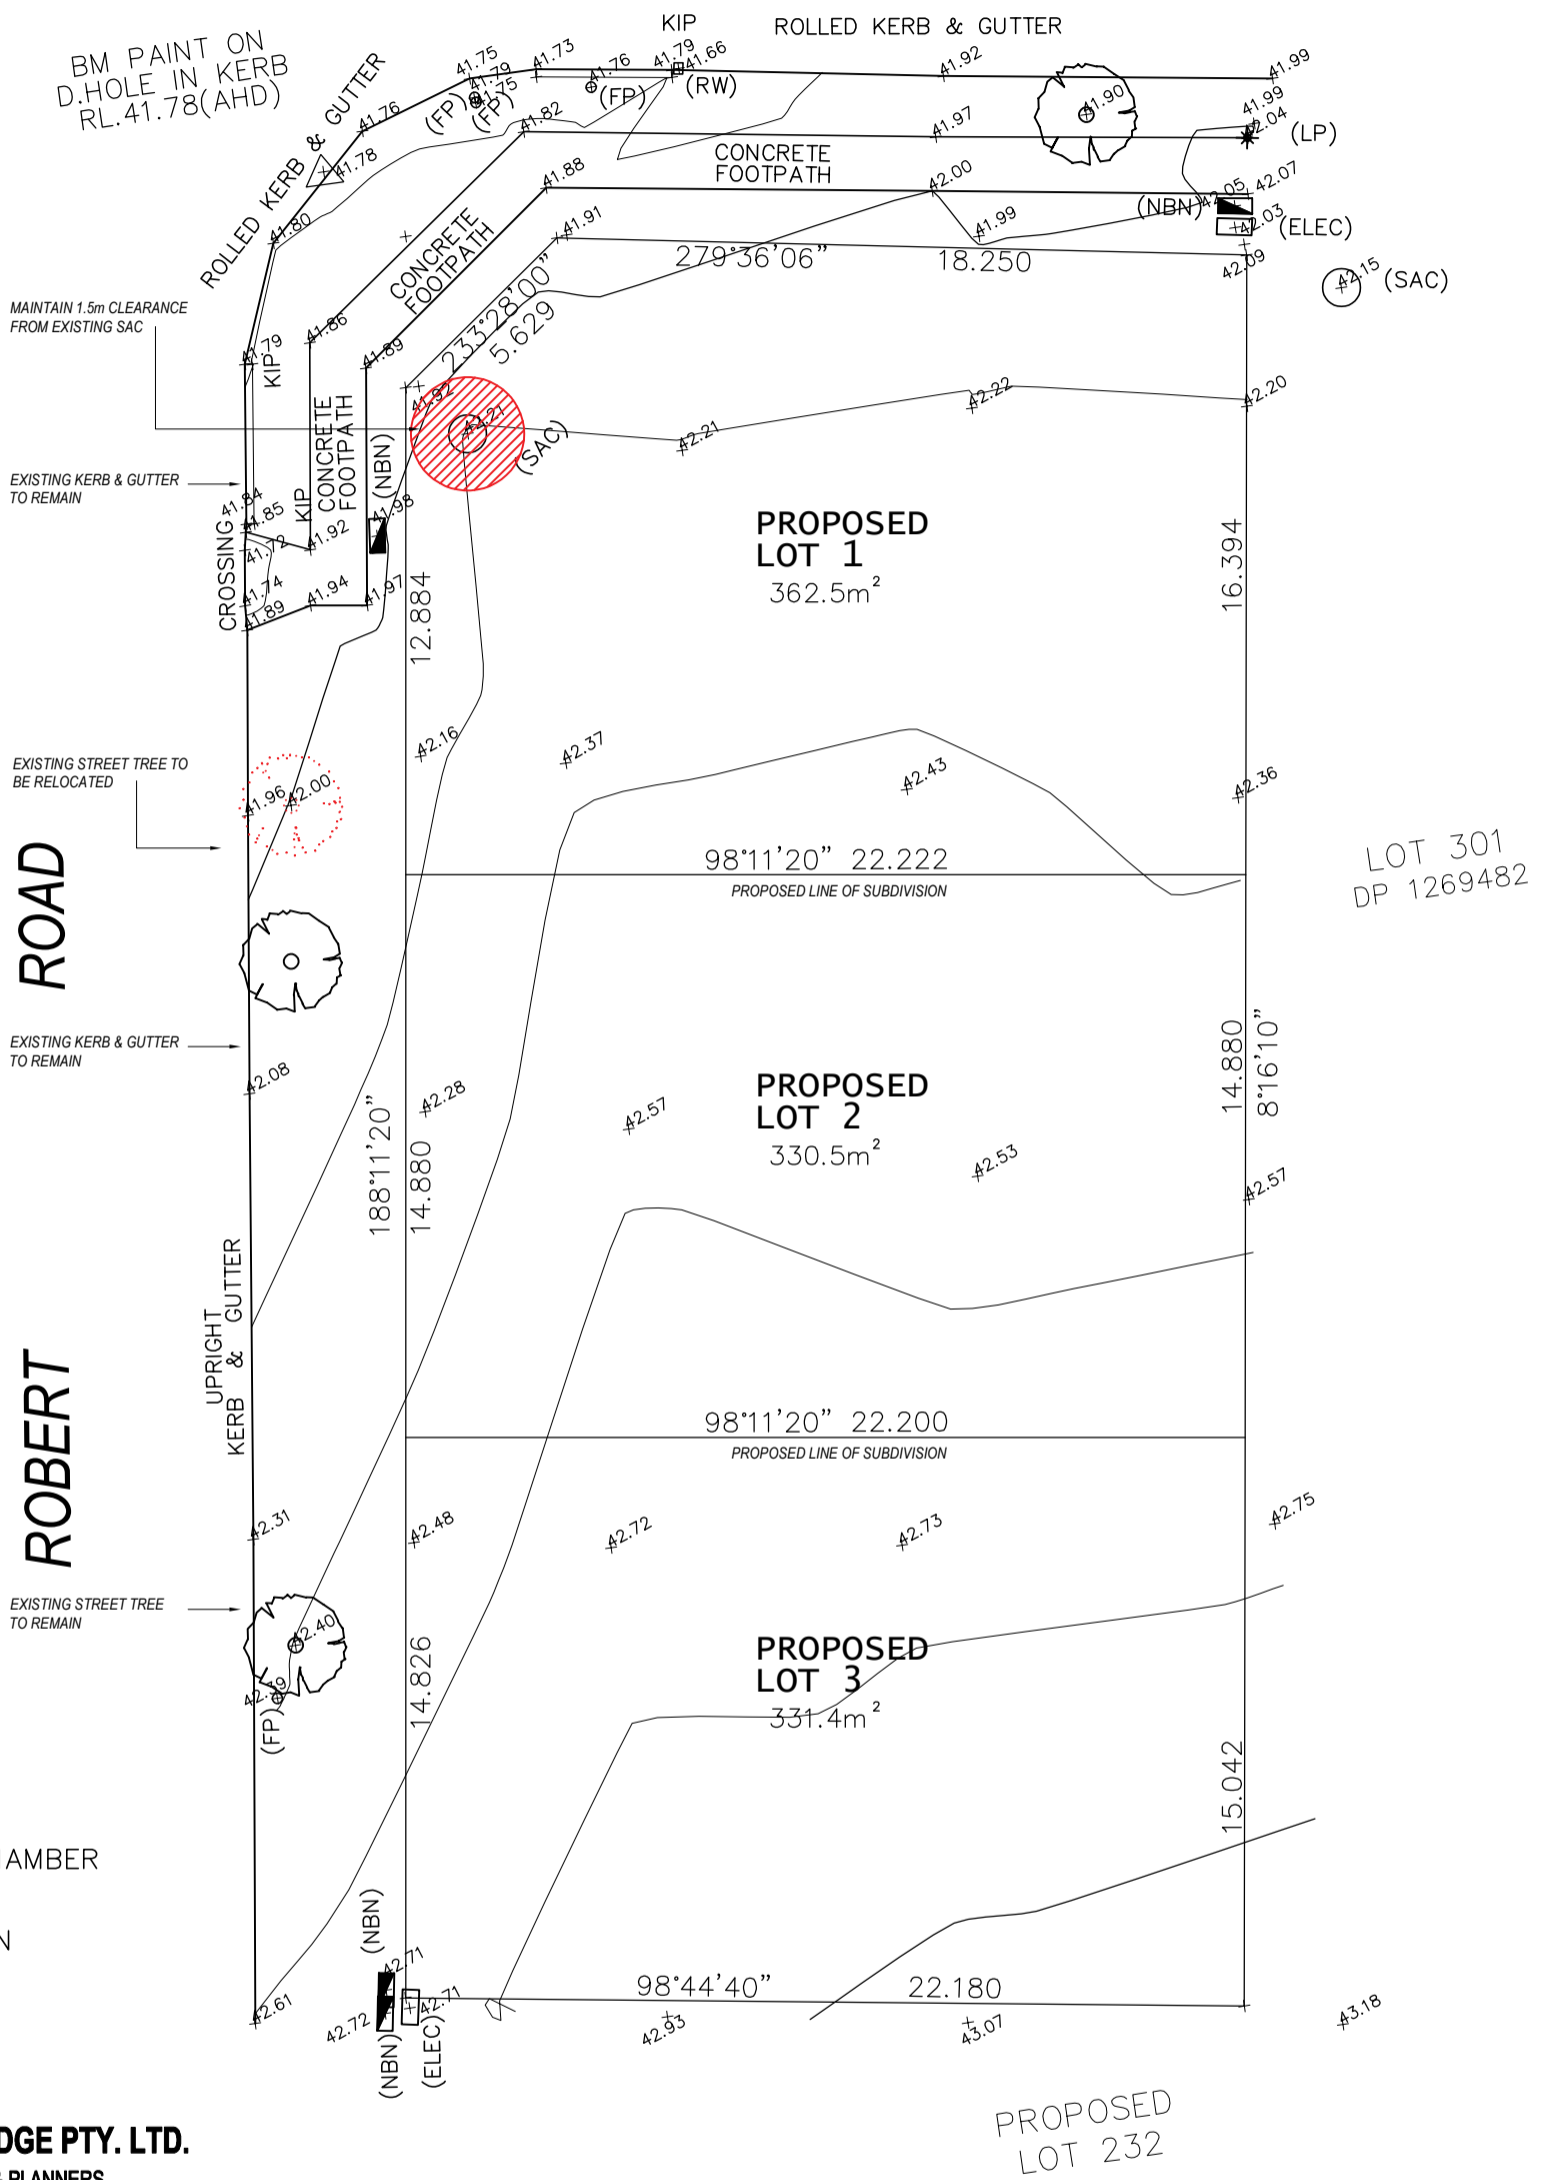 BM PAINT ON
D.HOLE IN KERB
RL.41.78(AHD)
ROLLED KERB & GUTTER
KIP
ROLLED KERB & GUTTER
41.75
41.79
41.75
41.73
41.76
41.79
41.66
41.92
41.99
41.76
(FP)
(FP)
(FP)
(RW)
41.90
41.99
42.04
(LP)
41.78
41.82
41.97
CONCRETE
FOOTPATH
41.88
42.00
42.05
42.07
(NBN)
42.03
(ELEC)
41.80
CONCRETE
FOOTPATH
41.91
41.99
279°36'06"
18.250
42.09
42.15
(SAC)
MAINTAIN 1.5m CLEARANCE
FROM EXISTING SAC
233°28'00"
5.629
41.86
41.79
KIP
41.89
41.92
42.21
(SAC)
42.21
42.22
42.20
CONCRETE
FOOTPATH
(NBN)
EXISTING KERB & GUTTER
TO REMAIN
41.84
41.85
41.72
KIP
41.92
41.98
CROSSING
41.74
41.89
41.94
41.97
12.884
PROPOSED
LOT 1
362.5m²
16.394
42.16
42.37
42.43
42.36
EXISTING STREET TREE TO
BE RELOCATED
41.96
42.00
98°11'20" 22.222
PROPOSED LINE OF SUBDIVISION
LOT 301
DP 1269482
ROAD
EXISTING KERB & GUTTER
TO REMAIN
42.08
42.28
42.57
PROPOSED
LOT 2
330.5m²
42.53
42.57
14.880
8°16'10"
188°11'20"
14.880
UPRIGHT
KERB & GUTTER
ROBERT
98°11'20" 22.200
PROPOSED LINE OF SUBDIVISION
42.31
42.48
42.72
42.73
42.75
EXISTING STREET TREE
TO REMAIN
42.40
(FP)
14.826
PROPOSED
LOT 3
331.4m²
15.042
AMBER
N
(NBN)
42.71
42.71
98°44'40"
22.180
42.61
42.72
(NBN)
(ELEC)
42.93
43.07
43.18
PROPOSED
LOT 232
DGE PTY. LTD.
PLANNERS